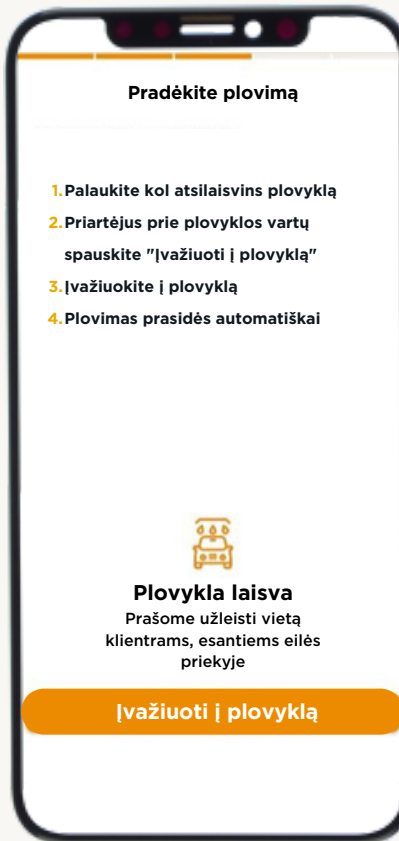 Pradėkite plovimą
1. Palaukite kol atsilaisvins plovyklą
2. Priartėjus prie plovyklos vartų
spauskite "Įvažiuoti į plovyklą"
3. Įvažiuokite į plovyklą
4. Plovimas prasidės automatiškai
Plovykla laisva
Prašome užleisti vietą
klientrams, esantiems eilės
priekyje
Įvažiuoti į plovyklą